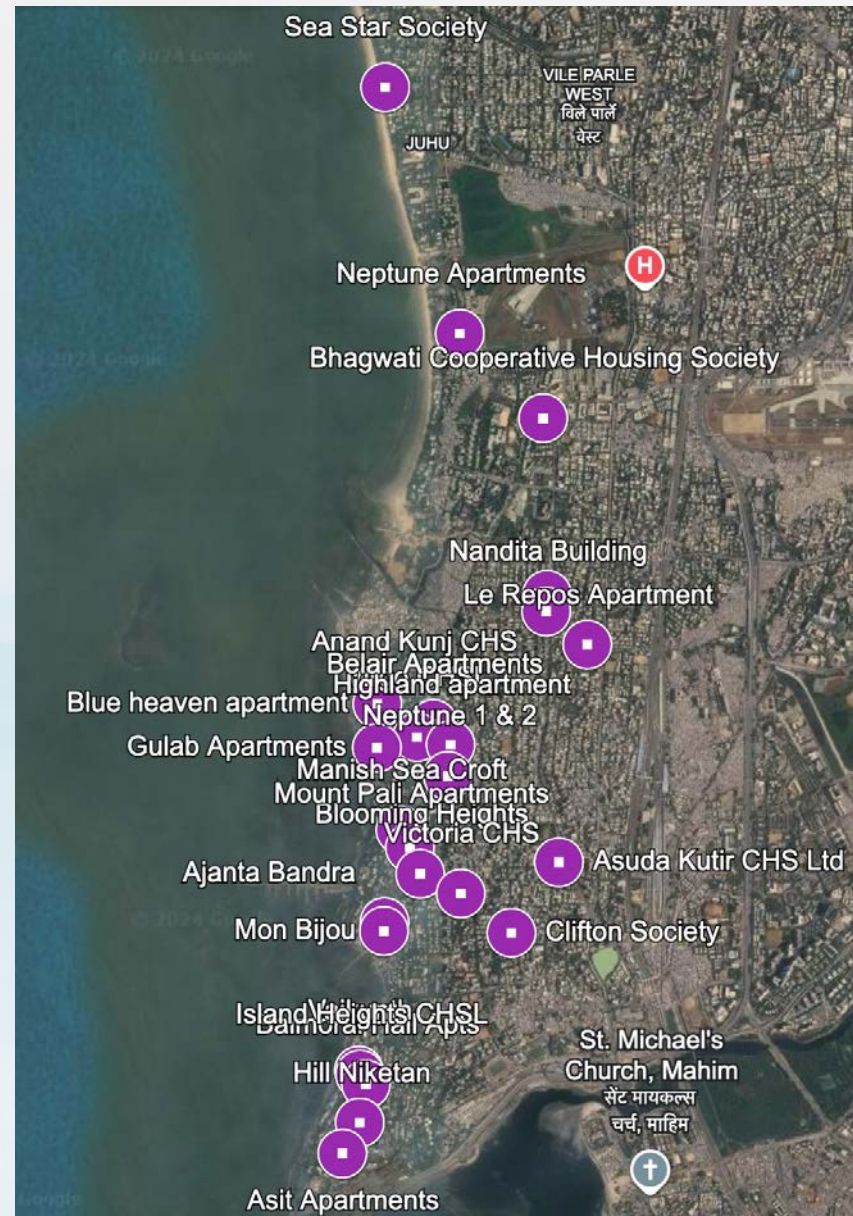 Sea Star Society
© 2024 Google
VILE PARLE
WEST
विले पार्ले
वेस्ट
JUHU
H
Neptune Apartments
© 2024 Google
Bhagwati Cooperative Housing Society
Nandita Building
Le Repos Apartment
Anand Kunj CHS
Belair Apartments
Highland apartment
Blue heaven apartment
Neptune 1 & 2
Gulab Apartments
Manish Sea Croft
Mount Pali Apartments
Blooming Heights
Victoria CHS
Asuda Kutir CHS Ltd
Ajanta Bandra
Mon Bijou
Clifton Society
Island Heights CHSL
Balmoral Hall Apts
Hill Niketan
St. Michael's
Church, Mahim
सेंट मायकल्स
चर्च, माहिम
Asit Apartments
Google